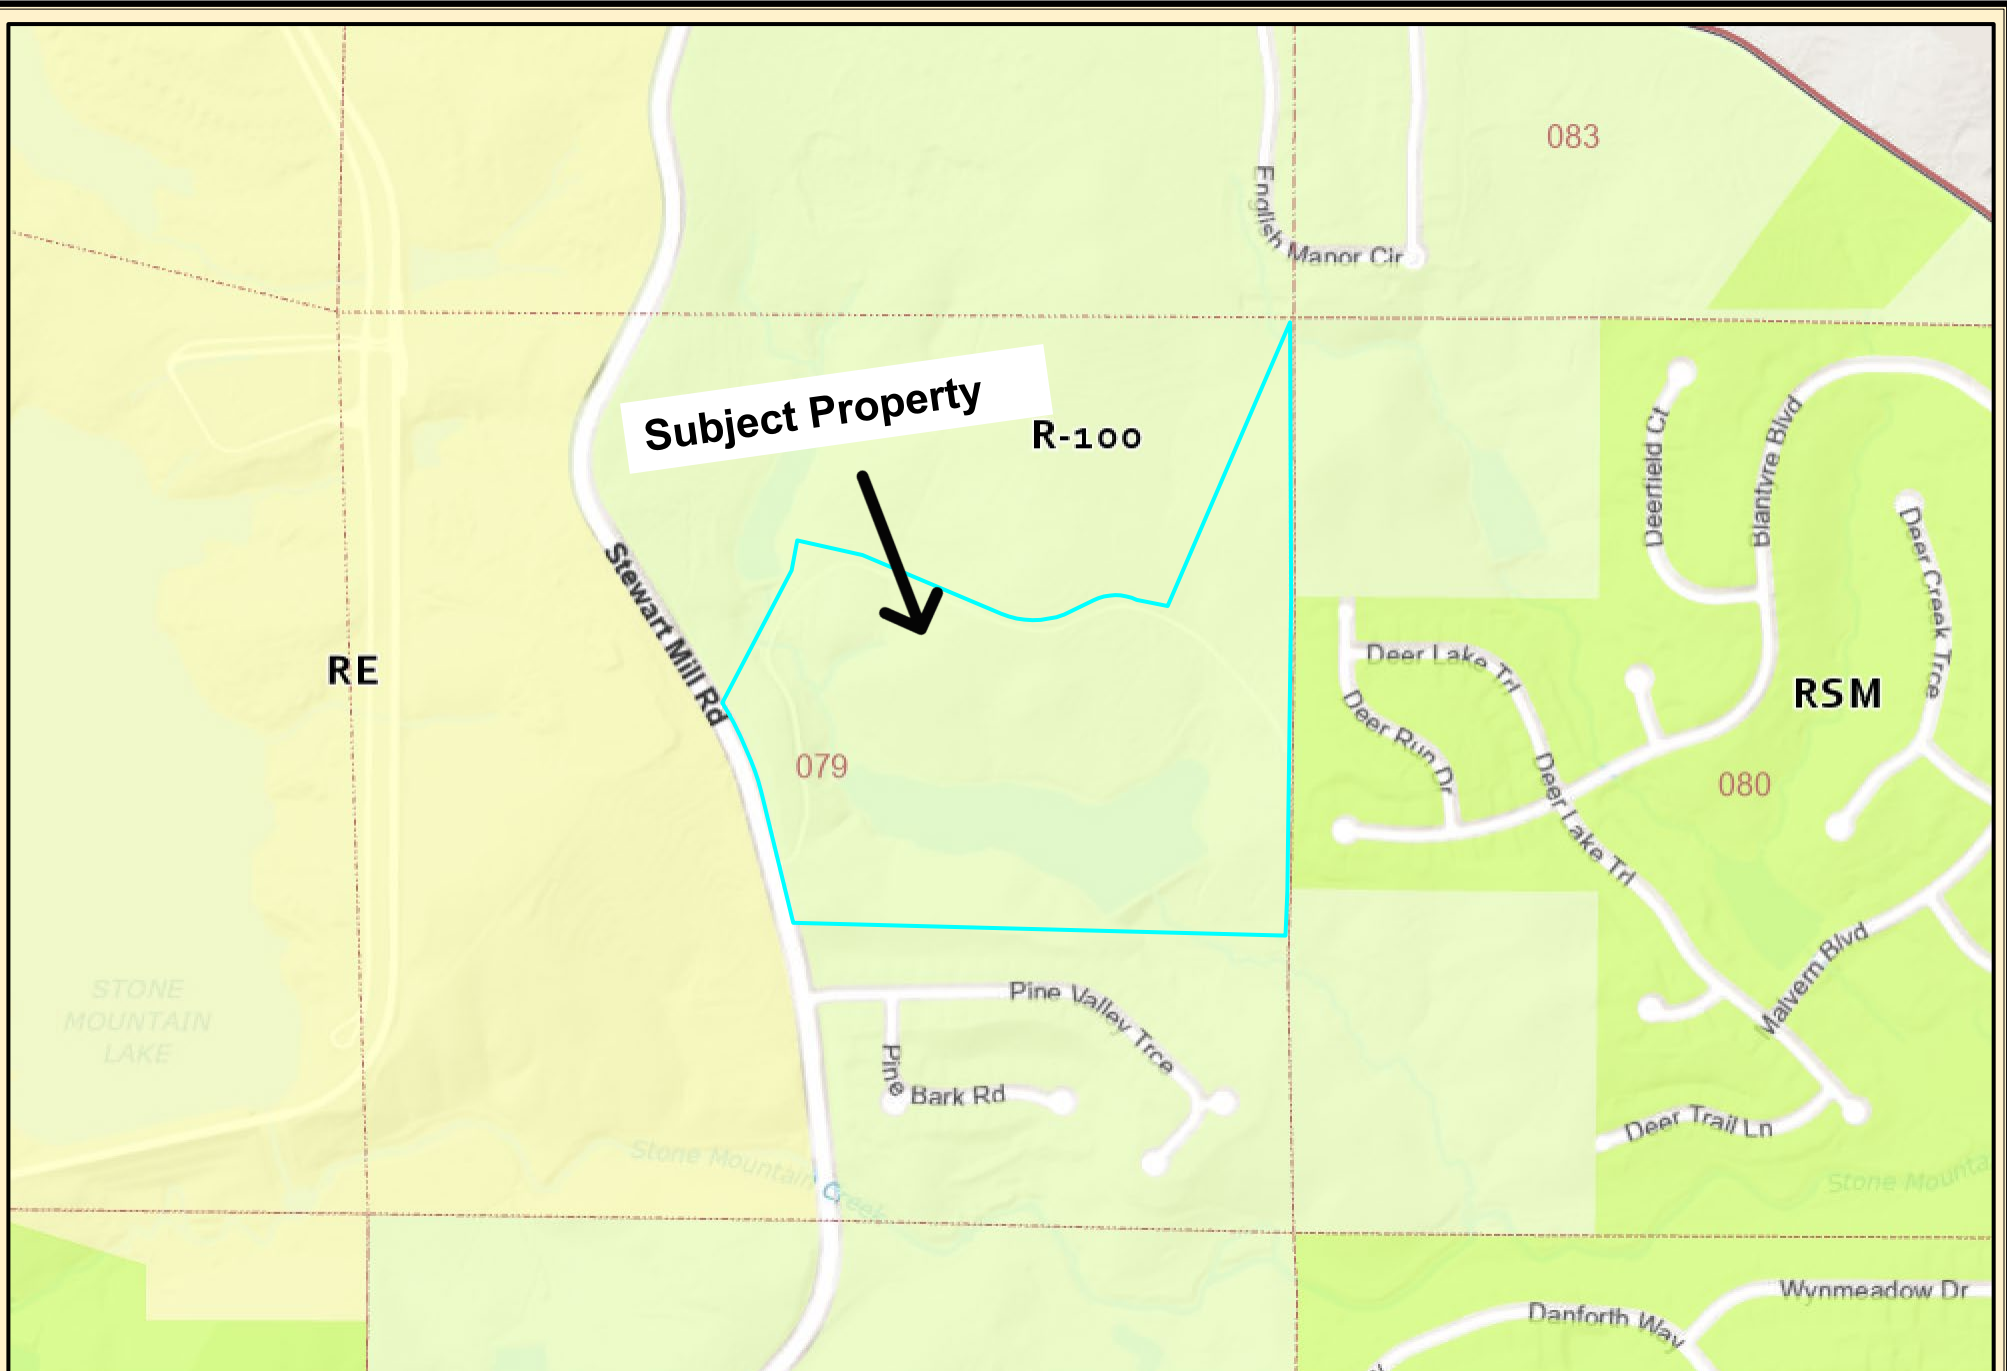 083
English
Manor Cir
Subject Property
R-100
Deerfield Ct
Blantyre Blvd
Deer Creek Trce
Stewart Mill Rd
RE
Deer Lake Trl
RSM
Deer Run Dr
079
080
Deer Lake Trl
Malvern Blvd
STONE
MOUNTAIN
LAKE
Pine Valley Trce
Pine
Bark Rd
Deer Trail Ln
Stone Mountain Creek
Stone Mounta
Wynmeadow Dr
Danforth Way